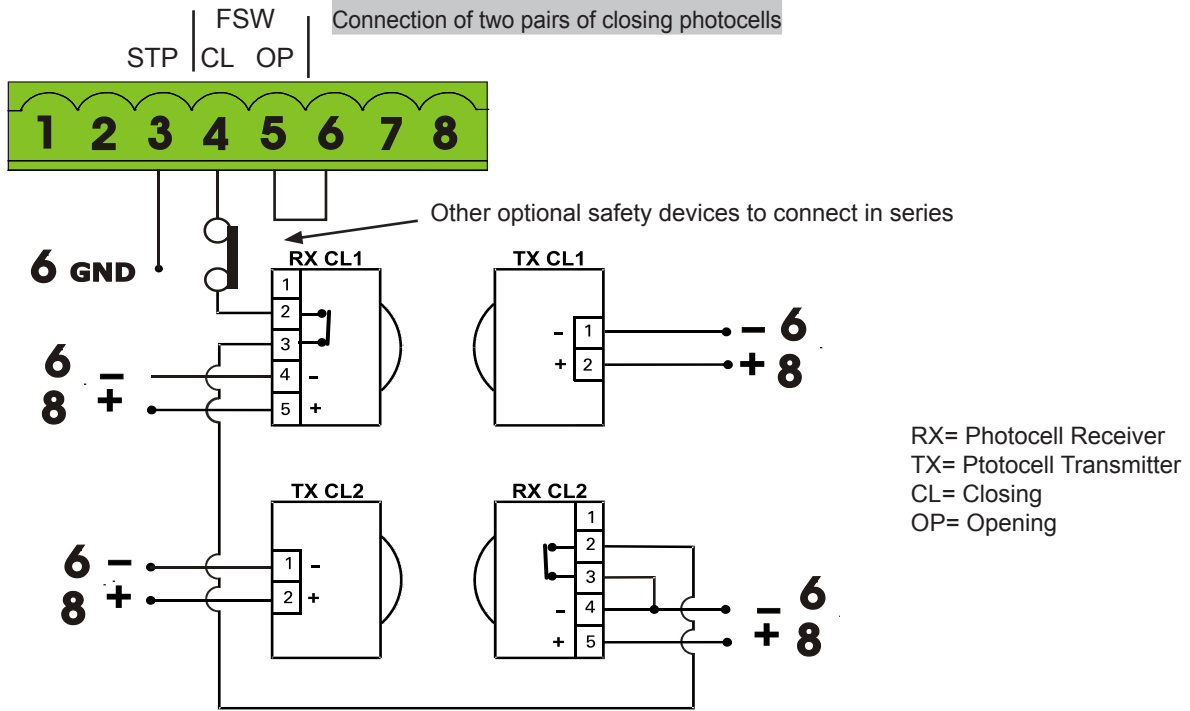 FSW
Connection of two pairs of closing photocells
STP CL OP
1 2 3 4 5 6 7 8
Other optional safety devices to connect in series
6 GND
RX CL1
1
2
3
4 -
5 +
6 -
8 +
TX CL1
- 1
+ 2
- 6
+ 8
RX= Photocell Receiver
TX= Ptotocell Transmitter
CL= Closing
OP= Opening
TX CL2
1 -
2 +
6 -
8 +
RX CL2
1
2
3
- 4
+ 5
- 6
+ 8